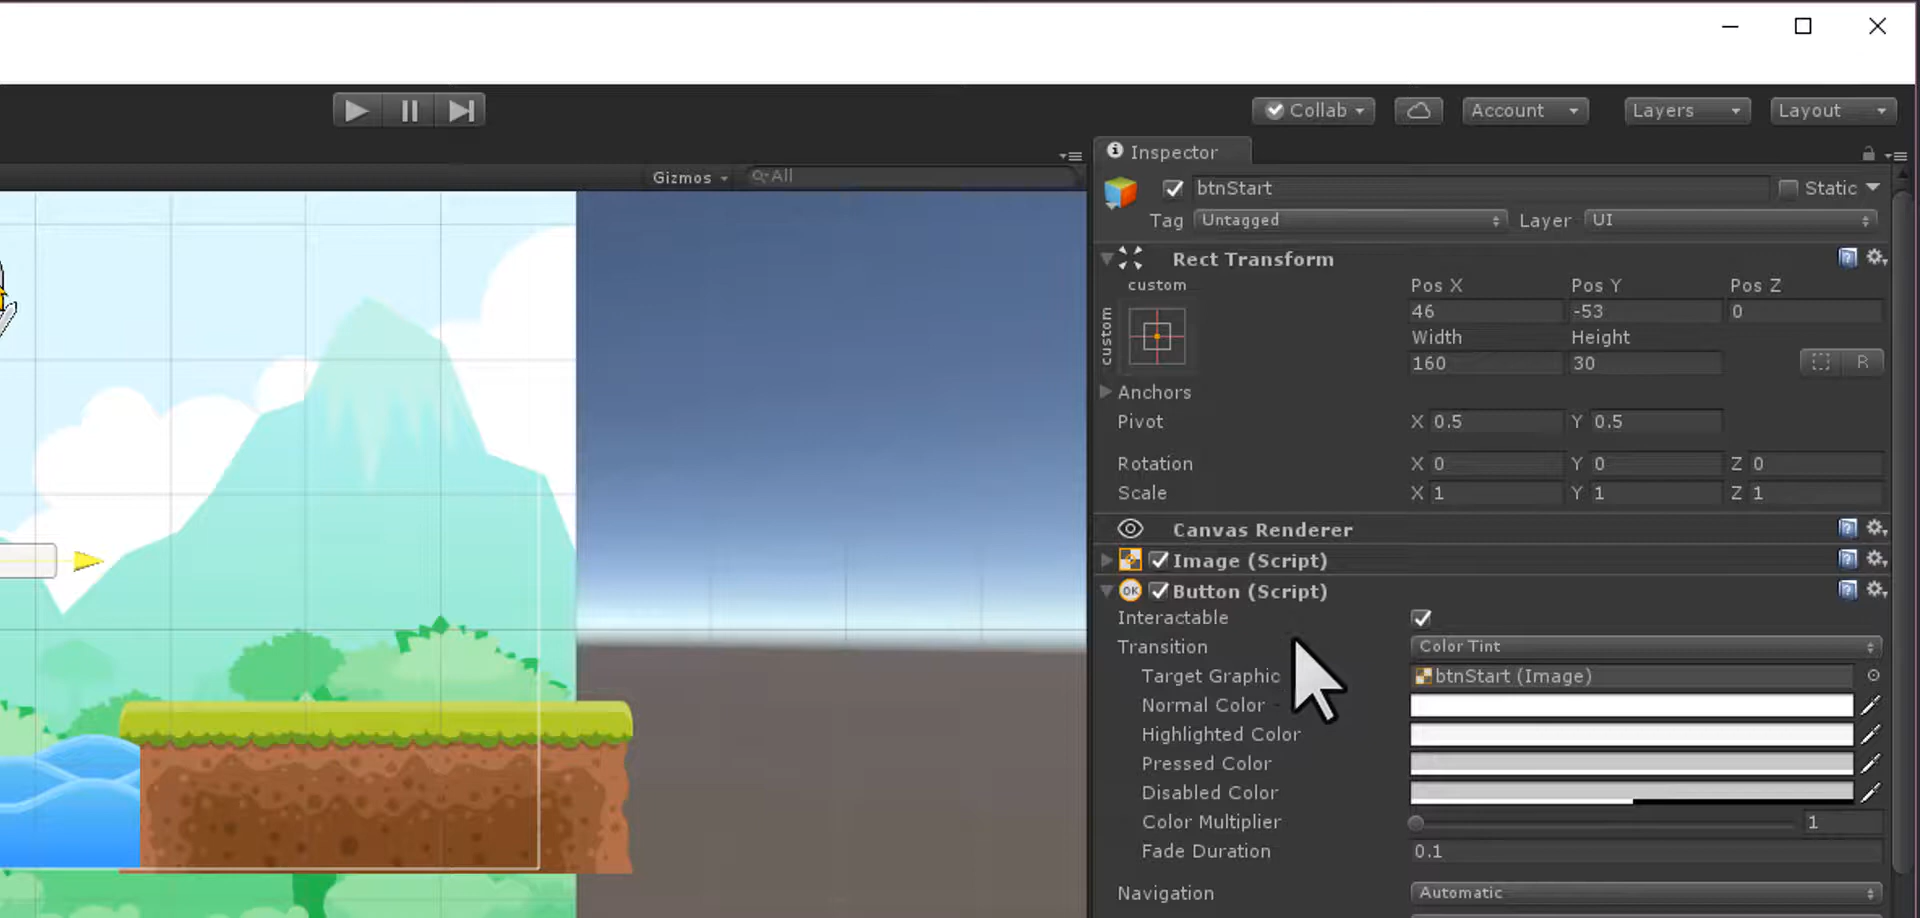 Collab Account Layers Layout
Inspector
Gizmos All
btnStart Static
Tag Untagged Layer UI
Rect Transform
custom Pos X Pos Y Pos Z
custom 46 -53 0
Width Height
160 30 R
Anchors
Pivot X 0.5 Y 0.5
Rotation X 0 Y 0 Z 0
Scale X 1 Y 1 Z 1
Canvas Renderer
Image (Script)
OK Button (Script)
Interactable
Transition Color Tint
Target Graphic btnStart (Image)
Normal Color
Highlighted Color
Pressed Color
Disabled Color
Color Multiplier 1
Fade Duration 0.1
Navigation Automatic